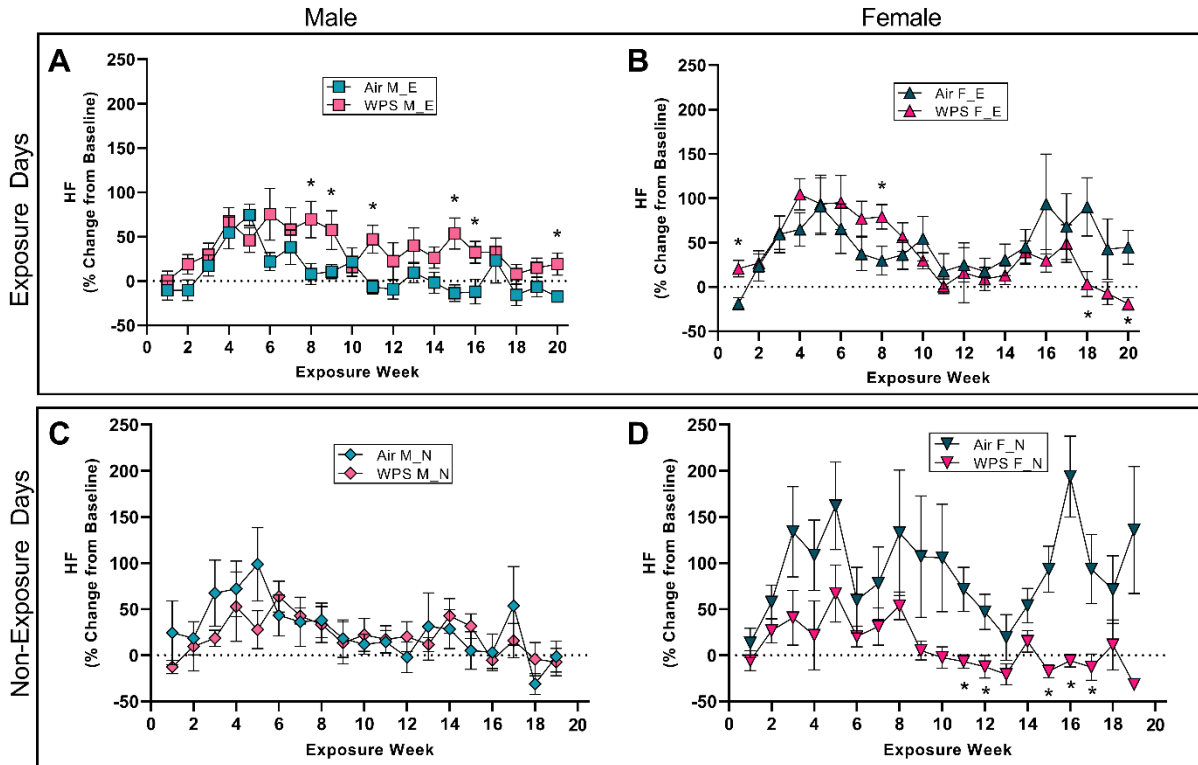 Male
Female
Exposure Days
A
Air M_E
WPS M_E
HF
(% Change from Baseline)
250
200
150
100
50
0
-50
* * * * * *
0 2 4 6 8 10 12 14 16 18 20
Exposure Week
B
Air F_E
WPS F_E
HF
(% Change from Baseline)
250
200
150
100
50
0
-50
* * * *
0 2 4 6 8 10 12 14 16 18 20
Exposure Week
Non-Exposure Days
C
Air M_N
WPS M_N
HF
(% Change from Baseline)
250
200
150
100
50
0
-50
0 2 4 6 8 10 12 14 16 18 20
Exposure Week
D
Air F_N
WPS F_N
HF
(% Change from Baseline)
250
200
150
100
50
0
-50
* * * * *
0 2 4 6 8 10 12 14 16 18 20
Exposure Week